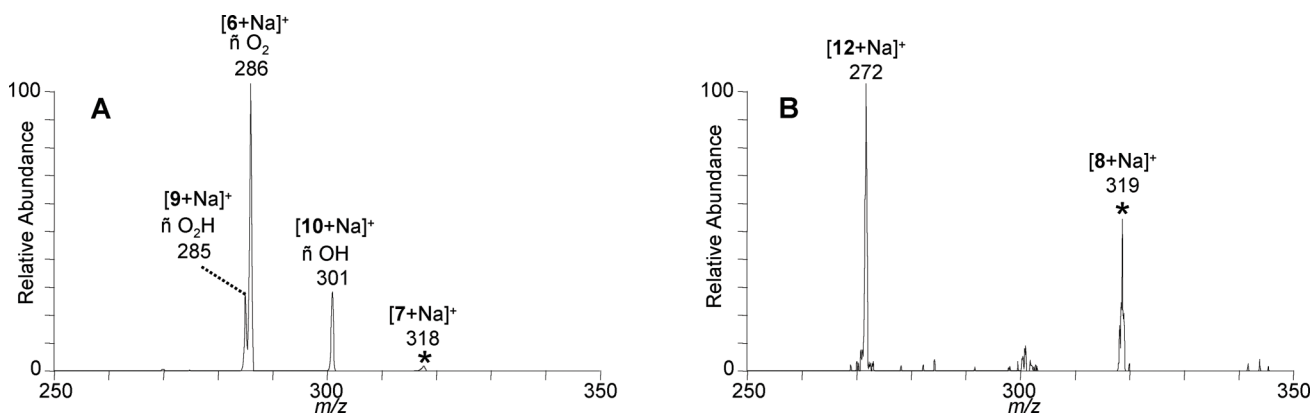 A
[6+Na]+
ñ O2
286
[9+Na]+
ñ O2H
285
[10+Na]+
ñ OH
301
[7+Na]+
318
*
100
0
Relative Abundance
250
300
350
m/z
B
[12+Na]+
272
[8+Na]+
319
*
100
0
Relative Abundance
250
300
350
m/z